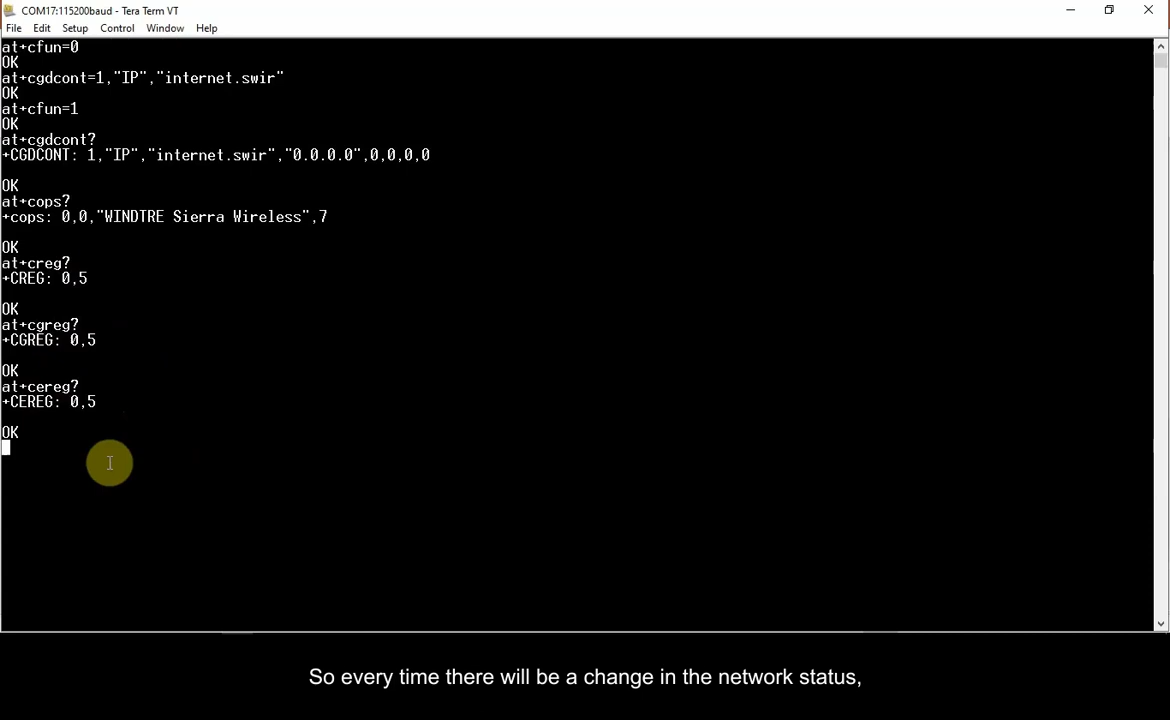 COM17:115200baud - Tera Term VT
File Edit Setup Control Window Help
at+cfun=0
OK
at+cgdcont=1,"IP","internet.swir"
OK
at+cfun=1
OK
at+cgdcont?
+CGDCONT: 1,"IP","internet.swir","0.0.0.0",0,0,0,0
OK
at+cops?
+cops: 0,0,"WINDTRE Sierra Wireless",7
OK
at+creg?
+CREG: 0,5
OK
at+cgreg?
+CGREG: 0,5
OK
at+cereg?
+CEREG: 0,5
OK
So every time there will be a change in the network status,